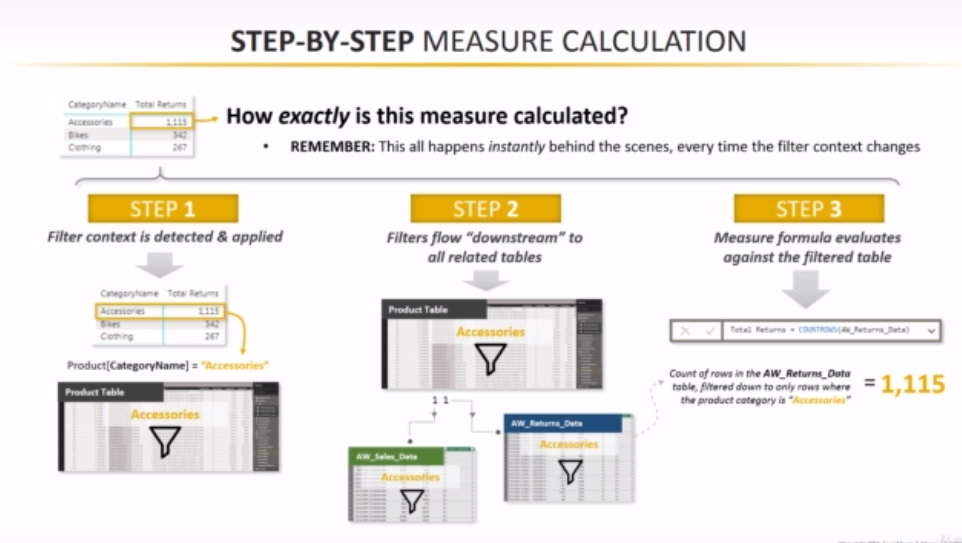 STEP-BY-STEP MEASURE CALCULATION
CategoryName Total Returns
Accessories 1,115
Bikes 342
Clothing 267
How exactly is this measure calculated?
• REMEMBER: This all happens instantly behind the scenes, every time the filter context changes
STEP 1
Filter context is detected & applied
CategoryName Total Returns
Accessories 1,115
Bikes 342
Clothing 267
Product[CategoryName] = "Accessories"
Product Table
Accessories
STEP 2
Filters flow "downstream" to
all related tables
Product Table
Accessories
1 1
AW_Sales_Data
Accessories
AW_Returns_Data
Accessories
STEP 3
Measure formula evaluates
against the filtered table
Total Returns = COUNTROWS(AW_Returns_Data)
Count of rows in the AW_Returns_Data
table, filtered down to only rows where
the product category is "Accessories"
= 1,115